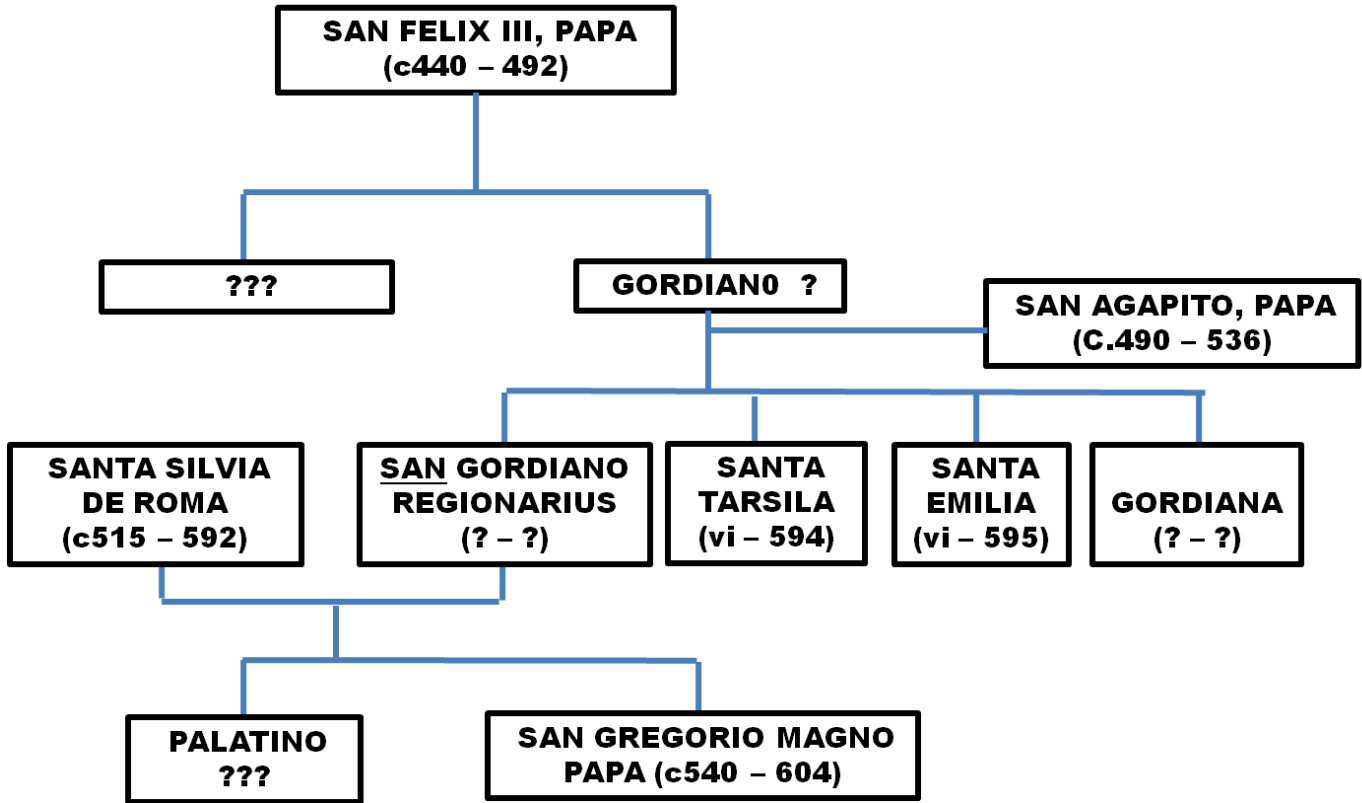 SAN FELIX III, PAPA
(c440 – 492)
???
GORDIAN0 ?
SAN AGAPITO, PAPA
(C.490 – 536)
SANTA SILVIA
DE ROMA
(c515 – 592)
SAN GORDIANO
REGIONARIUS
(? – ?)
SANTA
TARSILA
(vi – 594)
SANTA
EMILIA
(vi – 595)
GORDIANA
(? – ?)
PALATINO
???
SAN GREGORIO MAGNO
PAPA (c540 – 604)